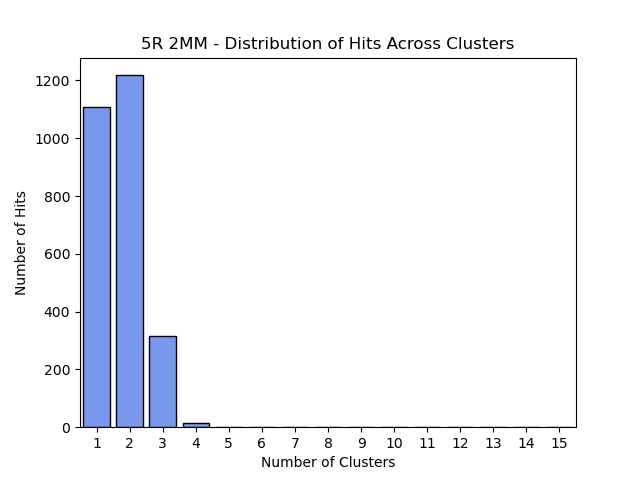 5R 2MM - Distribution of Hits Across Clusters
1200
1000
800
600
400
200
0
Number of Hits
1 2 3 4 5 6 7 8 9 10 11 12 13 14 15
Number of Clusters